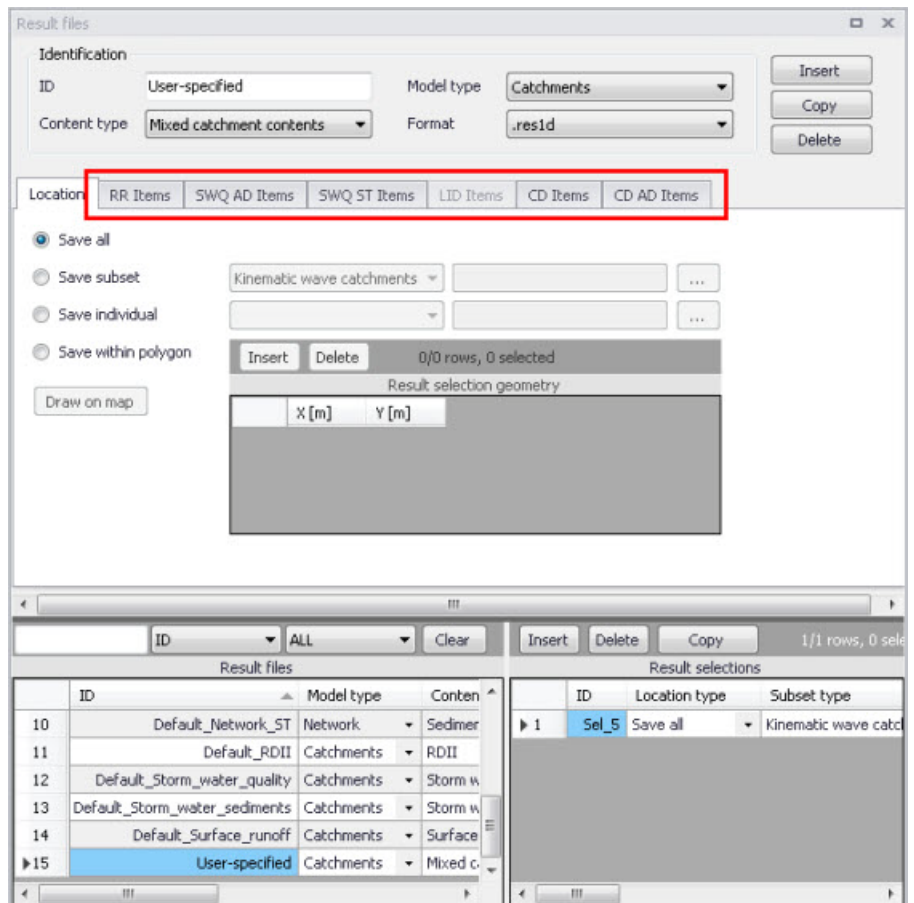 Result files
Identification
ID User-specified Model type Catchments Insert
Content type Mixed catchment contents Format .res1d Copy
Delete
Location RR Items SWQ AD Items SWQ ST Items LID Items CD Items CD AD Items
Save all
Save subset Kinematic wave catchments ...
Save individual ...
Save within polygon Insert Delete 0/0 rows, 0 selected
Result selection geometry
Draw on map X [m] Y [m]
ID ALL Clear Insert Delete Copy 1/1 rows, 0 sele
Result files Result selections
ID Model type Conten ID Location type Subset type
10 Default_Network_ST Network Sedimer 1 Sel_5 Save all Kinematic wave catcl
11 Default_RDII Catchments RDII
12 Default_Storm_water_quality Catchments Storm w
13 Default_Storm_water_sediments Catchments Storm w
14 Default_Surface_runoff Catchments Surface
15 User-specified Catchments Mixed c